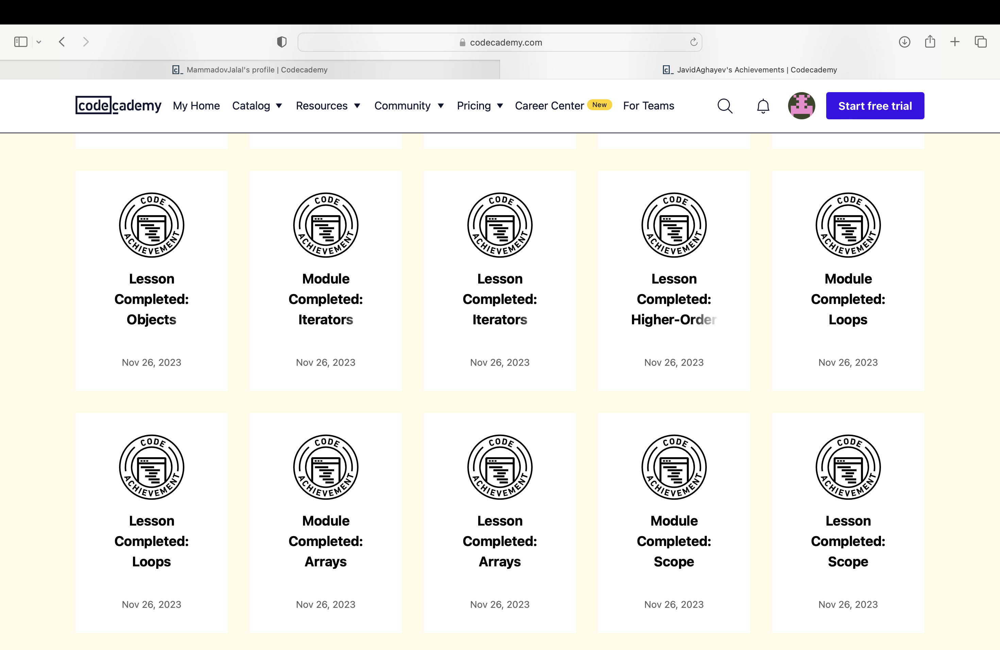 codecademy.com
MammadovJalal's profile | Codecademy
JavidAghayev's Achievements | Codecademy
codecademy My Home Catalog Resources Community Pricing Career Center New For Teams Start free trial
CODE ACHIEVEMENT
Lesson
Completed:
Objects
Nov 26, 2023
CODE ACHIEVEMENT
Module
Completed:
Iterators
Nov 26, 2023
CODE ACHIEVEMENT
Lesson
Completed:
Iterators
Nov 26, 2023
CODE ACHIEVEMENT
Lesson
Completed:
Higher-Order
Nov 26, 2023
CODE ACHIEVEMENT
Module
Completed:
Loops
Nov 26, 2023
CODE ACHIEVEMENT
Lesson
Completed:
Loops
Nov 26, 2023
CODE ACHIEVEMENT
Module
Completed:
Arrays
Nov 26, 2023
CODE ACHIEVEMENT
Lesson
Completed:
Arrays
Nov 26, 2023
CODE ACHIEVEMENT
Module
Completed:
Scope
Nov 26, 2023
CODE ACHIEVEMENT
Lesson
Completed:
Scope
Nov 26, 2023